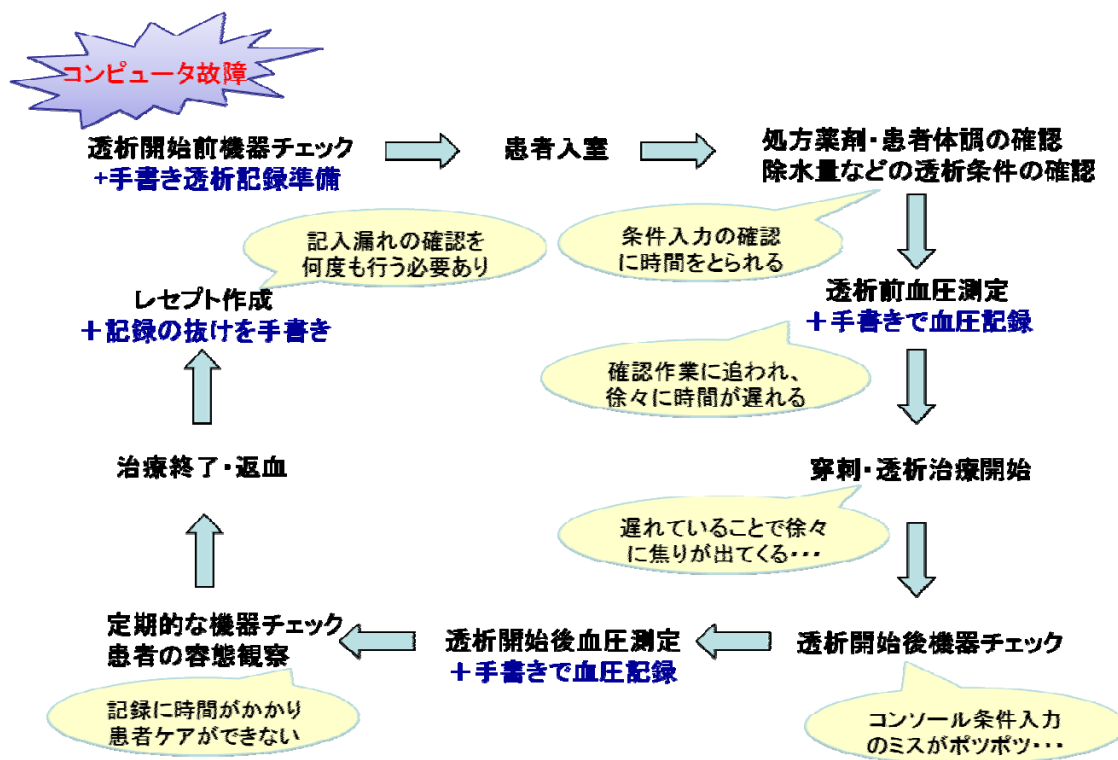 コンピュータ故障
透析開始前機器チェック
+手書き透析記録準備
患者入室
処方薬剤・患者体調の確認
除水量などの透析条件の確認
条件入力の確認
に時間をとられる
透析前血圧測定
＋手書きで血圧記録
確認作業に追われ、
徐々に時間が遅れる
穿刺・透析治療開始
遅れていることで徐々
に焦りが出てくる・・・
透析開始後機器チェック
コンソール条件入力
のミスがポツポツ・・・
透析開始後血圧測定
＋手書きで血圧記録
定期的な機器チェック
患者の容態観察
記録に時間がかかり
患者ケアができない
治療終了・返血
レセプト作成
＋記録の抜けを手書き
記入漏れの確認を
何度も行う必要あり